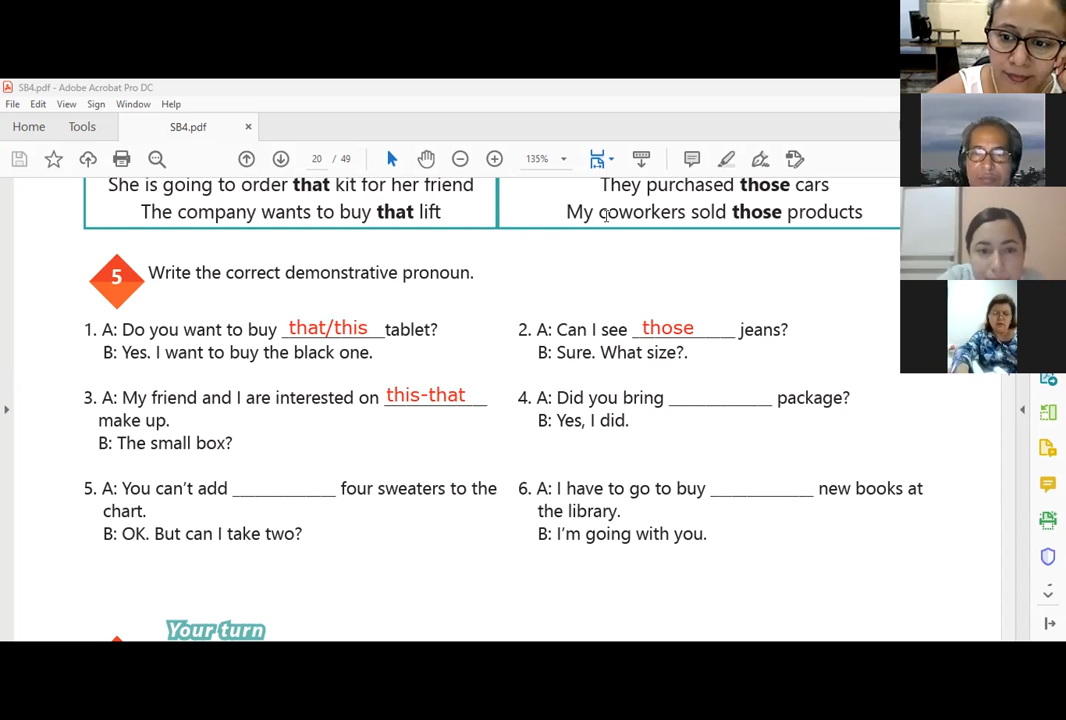 SB4.pdf - Adobe Acrobat Pro DC
File Edit View Sign Window Help
Home Tools SB4.pdf ×
20 / 49 135%
She is going to order that kit for her friend
The company wants to buy that lift
They purchased those cars
My coworkers sold those products
5 Write the correct demonstrative pronoun.
1. A: Do you want to buy that/this tablet?
B: Yes. I want to buy the black one.
2. A: Can I see those jeans?
B: Sure. What size?.
3. A: My friend and I are interested on this-that
make up.
B: The small box?
4. A: Did you bring ____________ package?
B: Yes, I did.
5. A: You can't add ____________ four sweaters to the
chart.
B: OK. But can I take two?
6. A: I have to go to buy ____________ new books at
the library.
B: I'm going with you.
Your turn